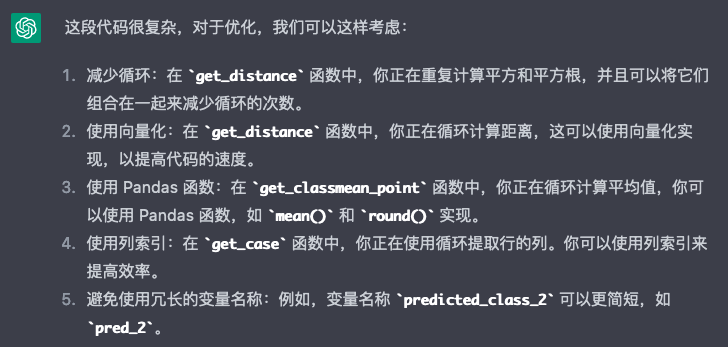 这段代码很复杂，对于优化，我们可以这样考虑：
1. 减少循环：在 `get_distance` 函数中，你正在重复计算平方和平方根，并且可以将它们
组合在一起来减少循环的次数。
2. 使用向量化：在 `get_distance` 函数中，你正在循环计算距离，这可以使用向量化实
现，以提高代码的速度。
3. 使用 Pandas 函数：在 `get_classmean_point` 函数中，你正在循环计算平均值，你可
以使用 Pandas 函数，如 `mean()` 和 `round()` 实现。
4. 使用列索引：在 `get_case` 函数中，你正在使用循环提取行的列。你可以使用列索引来
提高效率。
5. 避免使用冗长的变量名称：例如，变量名称 `predicted_class_2` 可以更简短，如
`pred_2`。